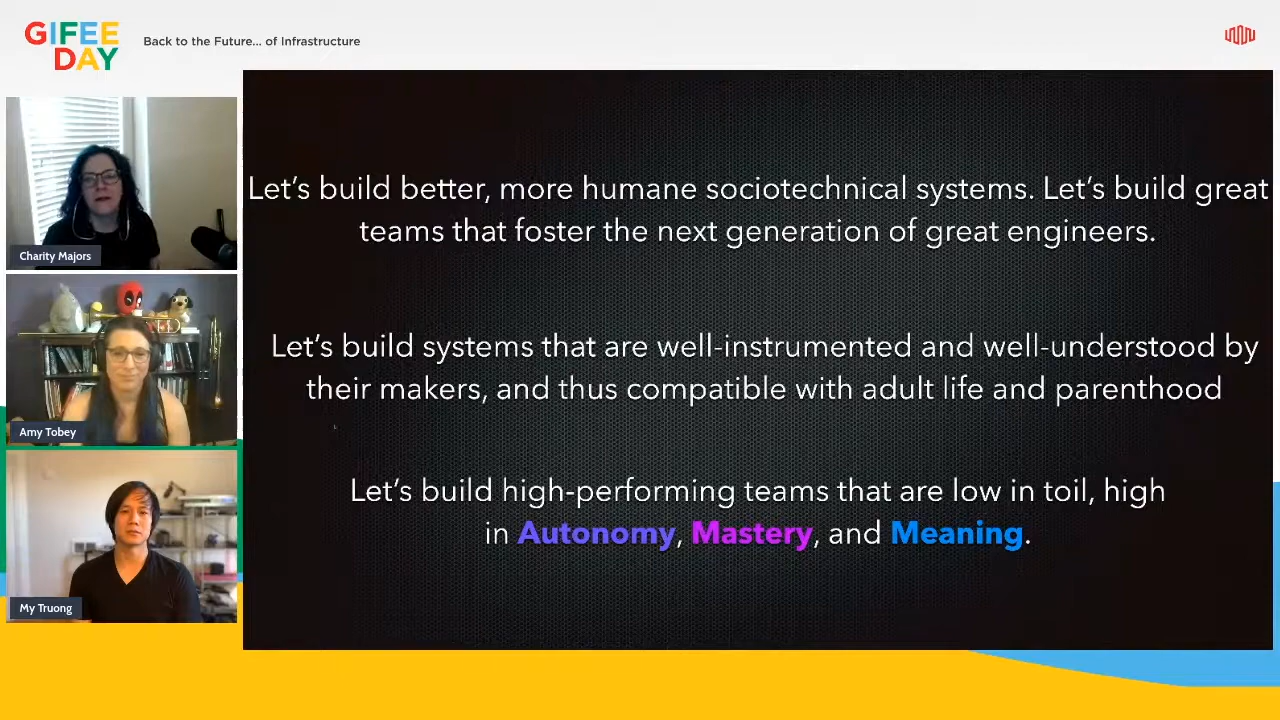 GIFEE
DAY
Back to the Future... of Infrastructure
Charity Majors
Amy Tobey
My Truong
Let's build better, more humane sociotechnical systems. Let's build great
teams that foster the next generation of great engineers.
Let's build systems that are well-instrumented and well-understood by
their makers, and thus compatible with adult life and parenthood
Let's build high-performing teams that are low in toil, high
in Autonomy, Mastery, and Meaning.